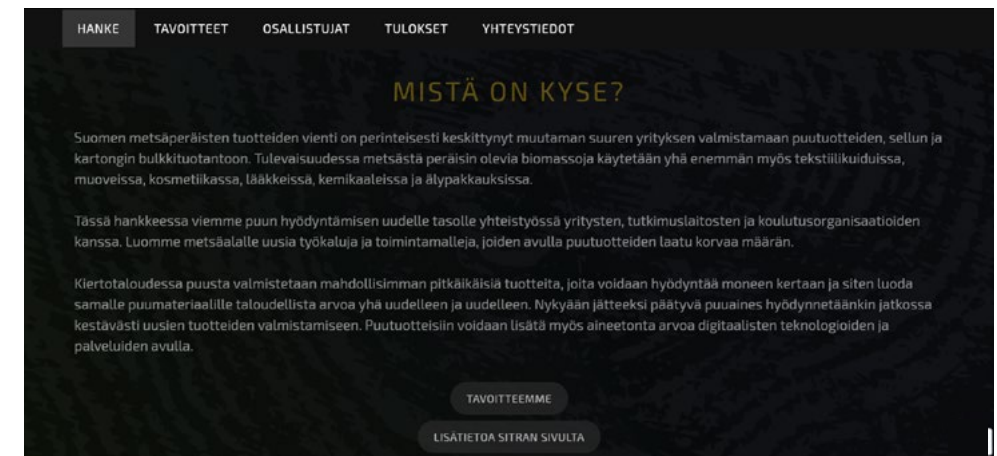 HANKE TAVOITTEET OSALLISTUJAT TULOKSET YHTEYSTIEDOT
MISTÄ ON KYSE?
Suomen metsäperäisten tuotteiden vienti on perinteisesti keskittynyt muutaman suuren yrityksen valmistamaan puutuotteiden, sellun ja
kartongin bulkkituotantoon. Tulevaisuudessa metsästä peräisin olevia biomassoja käytetään yhä enemmän myös tekstiilikuiduissa,
muoveissa, kosmetiikassa, lääkkeissä, kemikaaleissa ja älypakkauksissa.
Tässä hankkeessa viemme puun hyödyntämisen uudelle tasolle yhteistyössä yritysten, tutkimuslaitosten ja koulutusorganisaatioiden
kanssa. Luomme metsäalalle uusia työkaluja ja toimintamalleja, joiden avulla puutuotteiden laatu korvaa määrän.
Kiertotaloudessa puusta valmistetaan mahdollisimman pitkäikäisiä tuotteita, joita voidaan hyödyntää moneen kertaan ja siten luoda
samalle puumateriaalille taloudellista arvoa yhä uudelleen ja uudelleen. Nykyään jätteeksi päätyvä puuaines hyödynnetäänkin jatkossa
kestävästi uusien tuotteiden valmistamiseen. Puutuotteisiin voidaan lisätä myös aineetonta arvoa digitaalisten teknologioiden ja
palveluiden avulla.
TAVOITTEEMME
LISÄTIETOA SITRAN SIVULTA